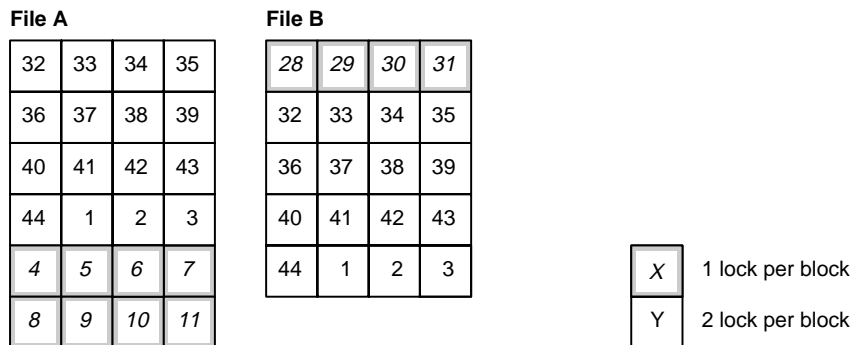 File A
32 33 34 35
36 37 38 39
40 41 42 43
44 1 2 3
4 5 6 7
8 9 10 11
File B
28 29 30 31
32 33 34 35
36 37 38 39
40 41 42 43
44 1 2 3
X 1 lock per block
Y 2 lock per block